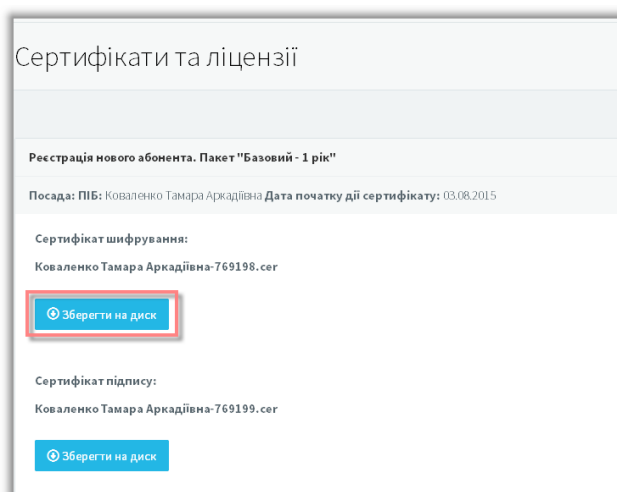 Сертифікати та ліцензії
Реєстрація нового абонента. Пакет "Базовий - 1 рік"
Посада: ПІБ: Коваленко Тамара Аркадіївна Дата початку дії сертифікату: 03.08.2015
Сертифікат шифрування:
Коваленко Тамара Аркадіївна-769198.cer
Зберегти на диск
Сертифікат підпису:
Коваленко Тамара Аркадіївна-769199.cer
Зберегти на диск